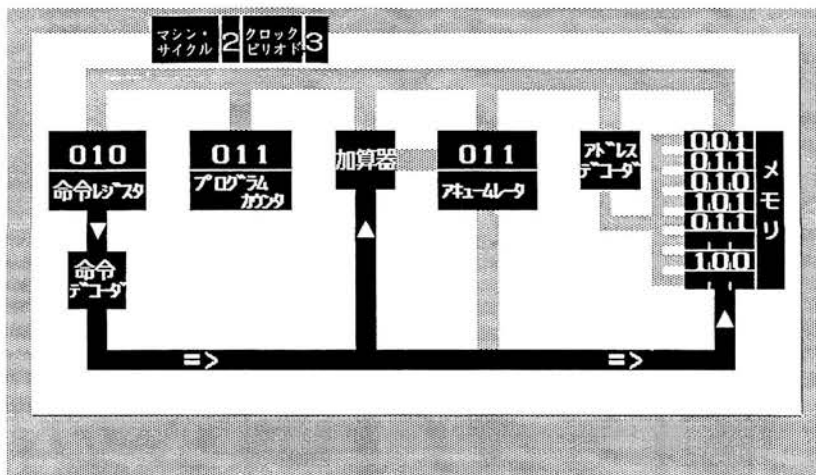 マシン・
サイクル
2
クロック
ピリオド
3
010
命令レジスタ
011
プログラム
カウンタ
加算器
011
アキュームレータ
アドレス
デコーダ
001
011
010
101
011
100
メモリ
命令
デコーダ
=>
=>